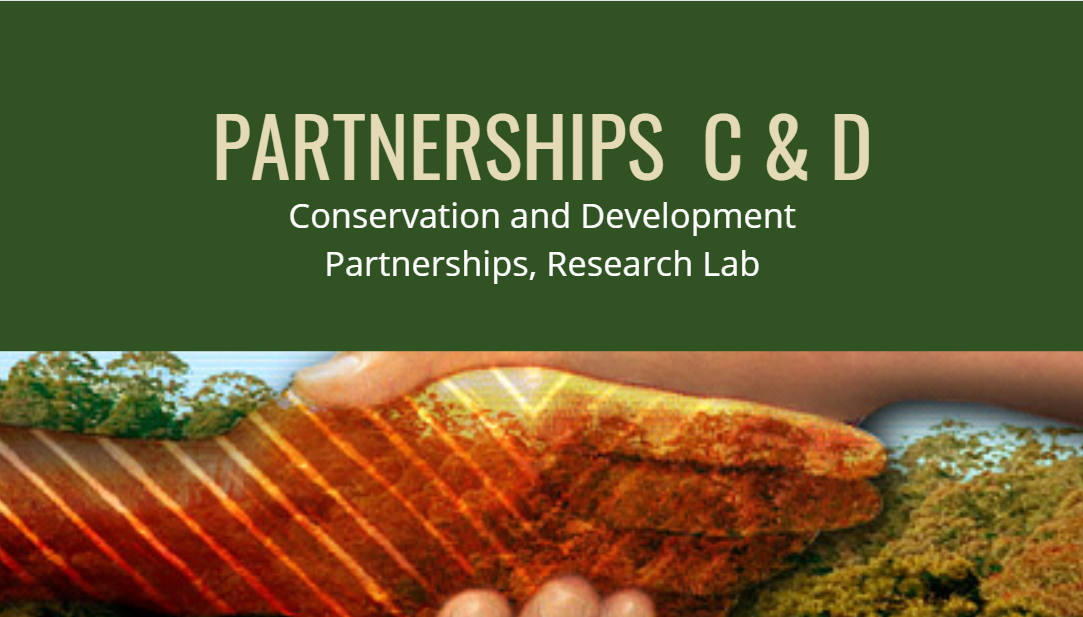 PARTNERSHIPS C & D
Conservation and Development
Partnerships, Research Lab